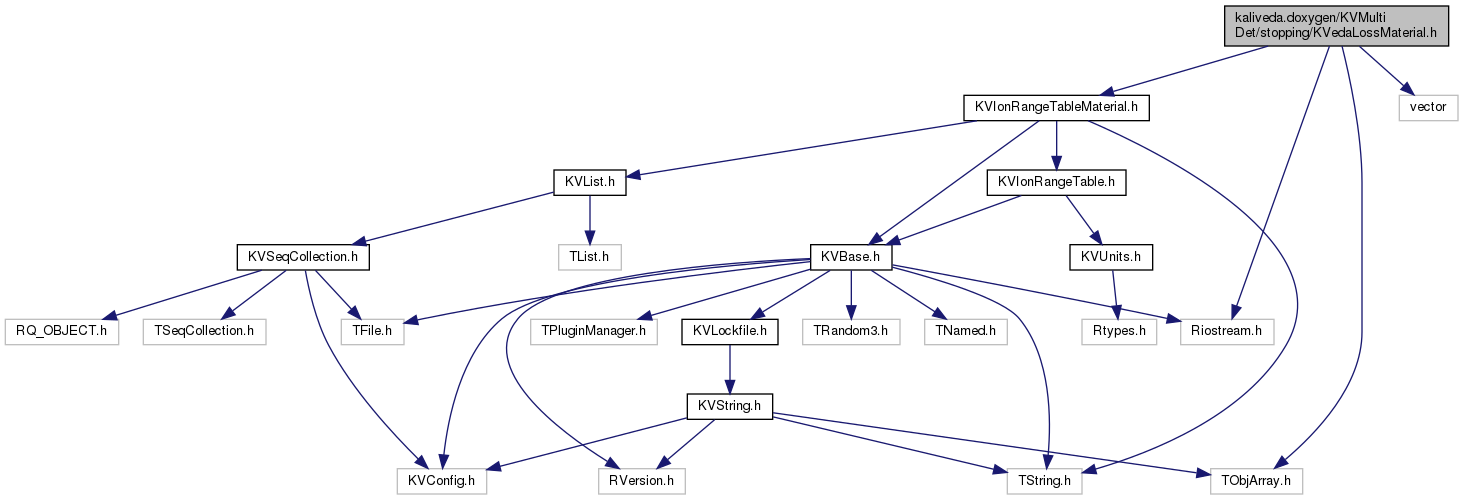 kaliveda.doxygen/KVMulti
Det/stopping/KVedaLossMaterial.h
KVIonRangeTableMaterial.h
vector
KVList.h
KVIonRangeTable.h
KVSeqCollection.h
TList.h
KVBase.h
KVUnits.h
RQ_OBJECT.h
TSeqCollection.h
TFile.h
TPluginManager.h
KVLockfile.h
TRandom3.h
TNamed.h
Rtypes.h
Riostream.h
KVString.h
KVConfig.h
RVersion.h
TString.h
TObjArray.h